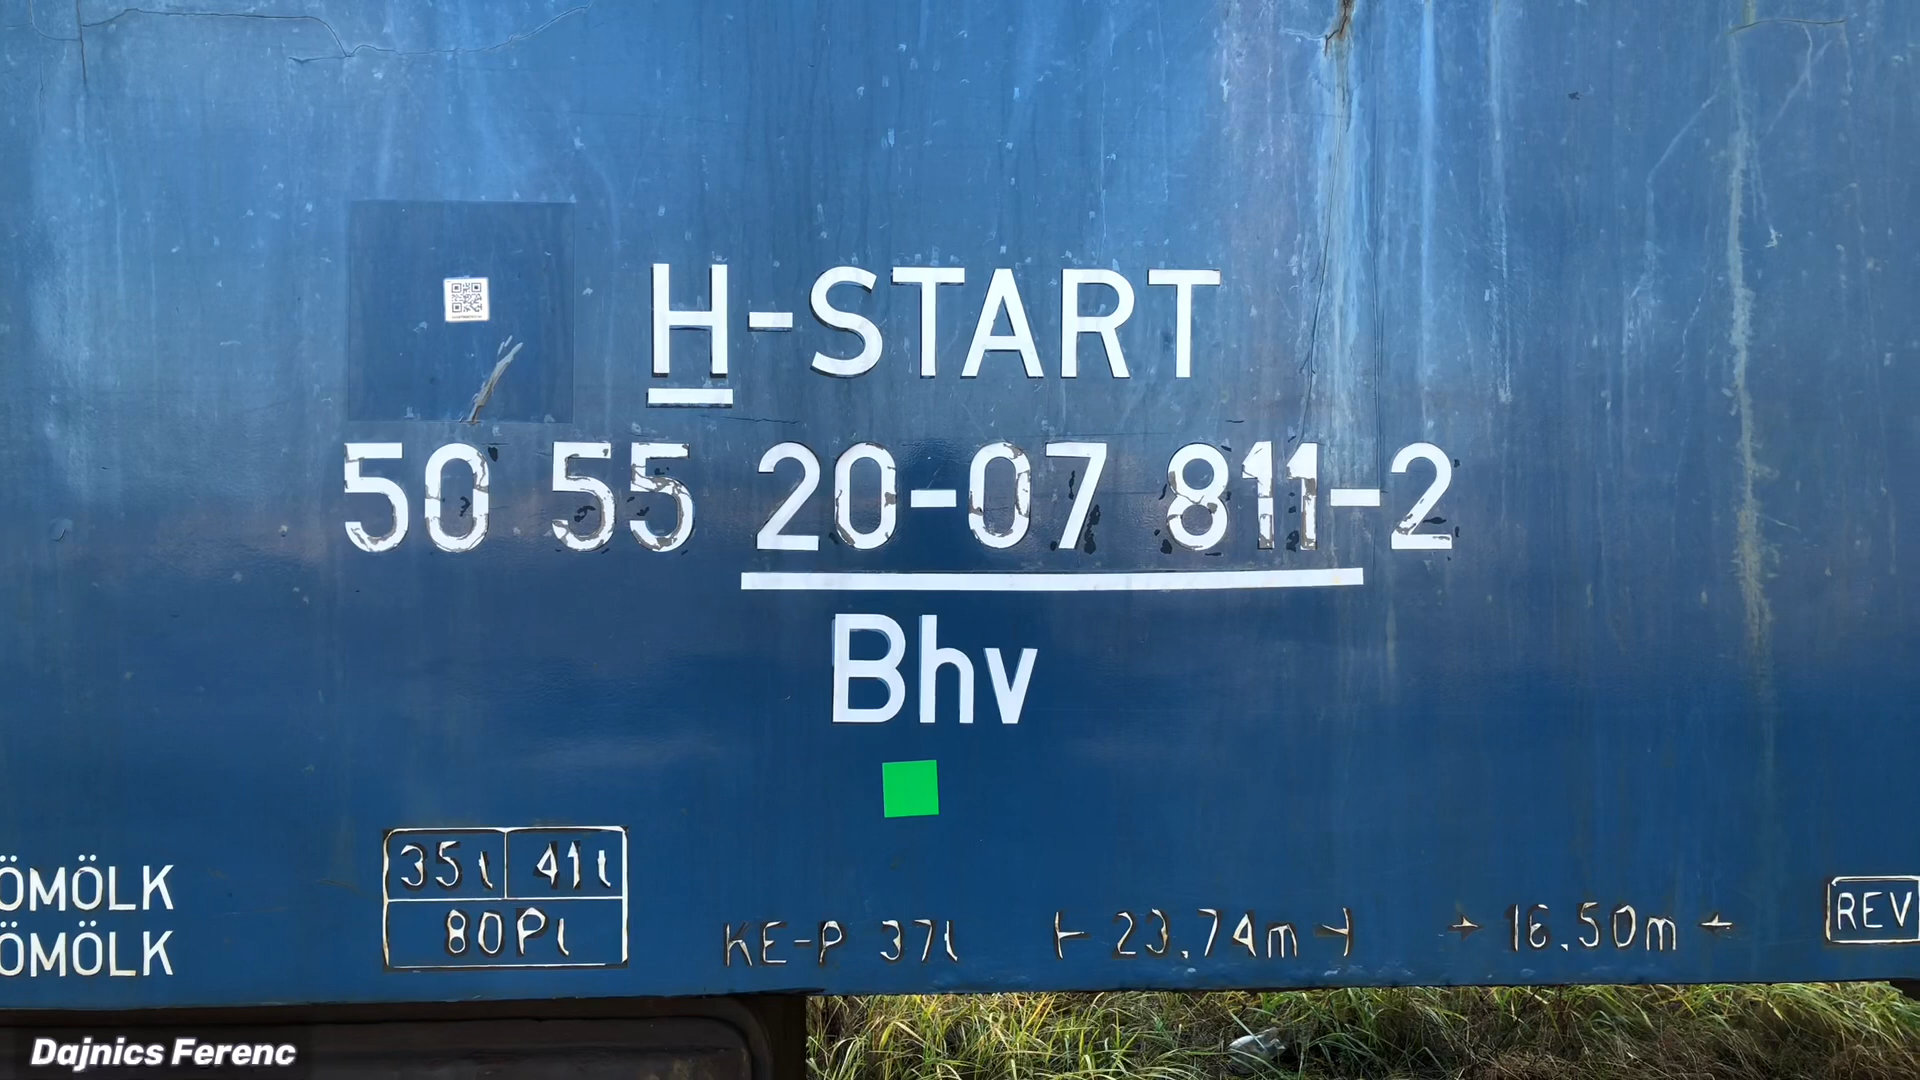 H-START
50 55 20-07 811-2
Bhv
ÖMÖLK
ÖMÖLK
35t 41t
80Pl
KE-P 37t
23.74m
16.50m
REV
Dajnics Ferenc